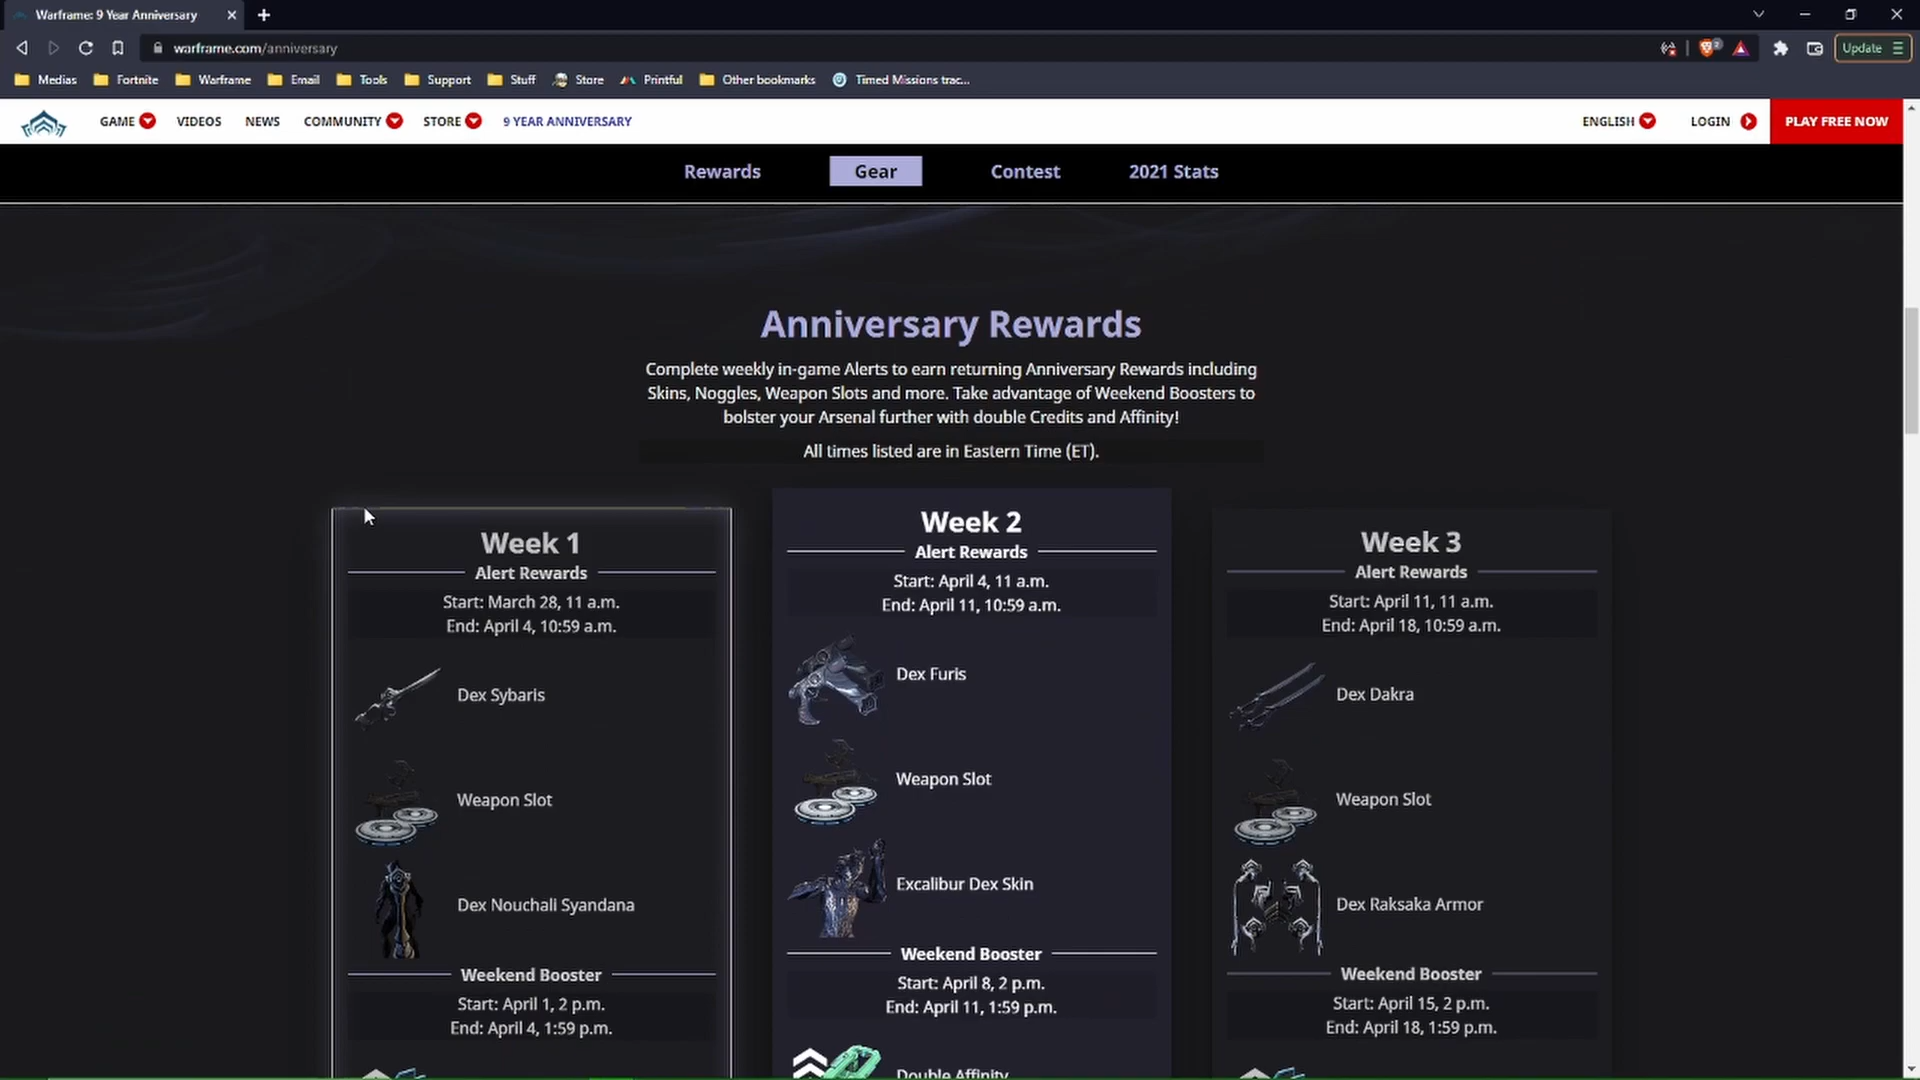 Warframe: 9 Year Anniversary
warframe.com/anniversary
Update
Medias Fortnite Warframe Email Tools Support Stuff Store Printful Other bookmarks Timed Missions trac...
GAME VIDEOS NEWS COMMUNITY STORE 9 YEAR ANNIVERSARY ENGLISH LOGIN PLAY FREE NOW
Rewards Gear Contest 2021 Stats
Anniversary Rewards
Complete weekly in-game Alerts to earn returning Anniversary Rewards including
Skins, Noggles, Weapon Slots and more. Take advantage of Weekend Boosters to
bolster your Arsenal further with double Credits and Affinity!
All times listed are in Eastern Time (ET).
Week 1
Alert Rewards
Start: March 28, 11 a.m.
End: April 4, 10:59 a.m.
Dex Sybaris
Weapon Slot
Dex Nouchali Syandana
Weekend Booster
Start: April 1, 2 p.m.
End: April 4, 1:59 p.m.
Week 2
Alert Rewards
Start: April 4, 11 a.m.
End: April 11, 10:59 a.m.
Dex Furis
Weapon Slot
Excalibur Dex Skin
Weekend Booster
Start: April 8, 2 p.m.
End: April 11, 1:59 p.m.
Double Affinity
Week 3
Alert Rewards
Start: April 11, 11 a.m.
End: April 18, 10:59 a.m.
Dex Dakra
Weapon Slot
Dex Raksaka Armor
Weekend Booster
Start: April 15, 2 p.m.
End: April 18, 1:59 p.m.